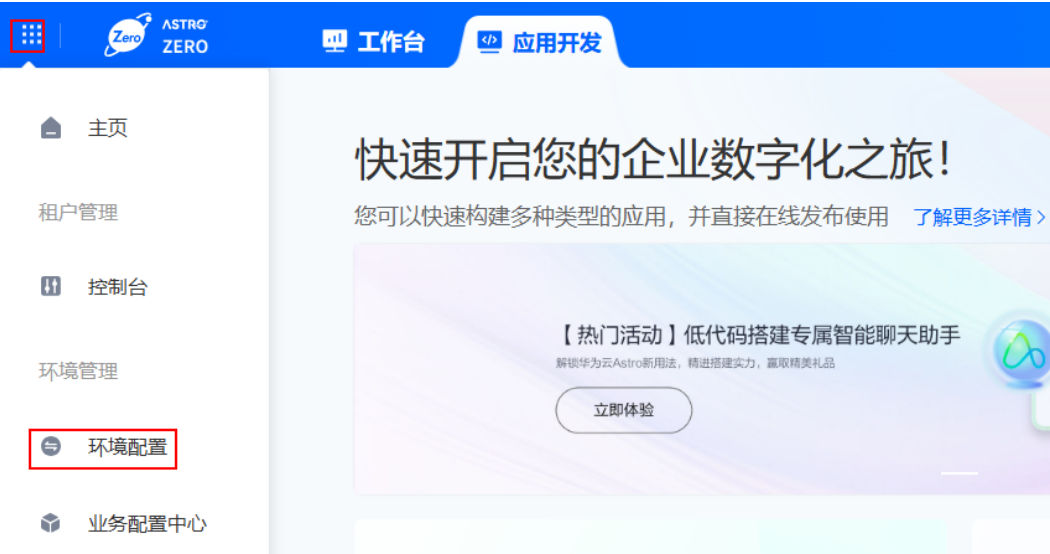 Zero
ASTRO
ZERO
工作台
应用开发
主页
租户管理
控制台
环境管理
环境配置
业务配置中心
快速开启您的企业数字化之旅!
您可以快速构建多种类型的应用，并直接在线发布使用 了解更多详情 >
【热门活动】低代码搭建专属智能聊天助手
解锁华为云Astro新用法，精进搭建实力，赢取精美礼品
立即体验